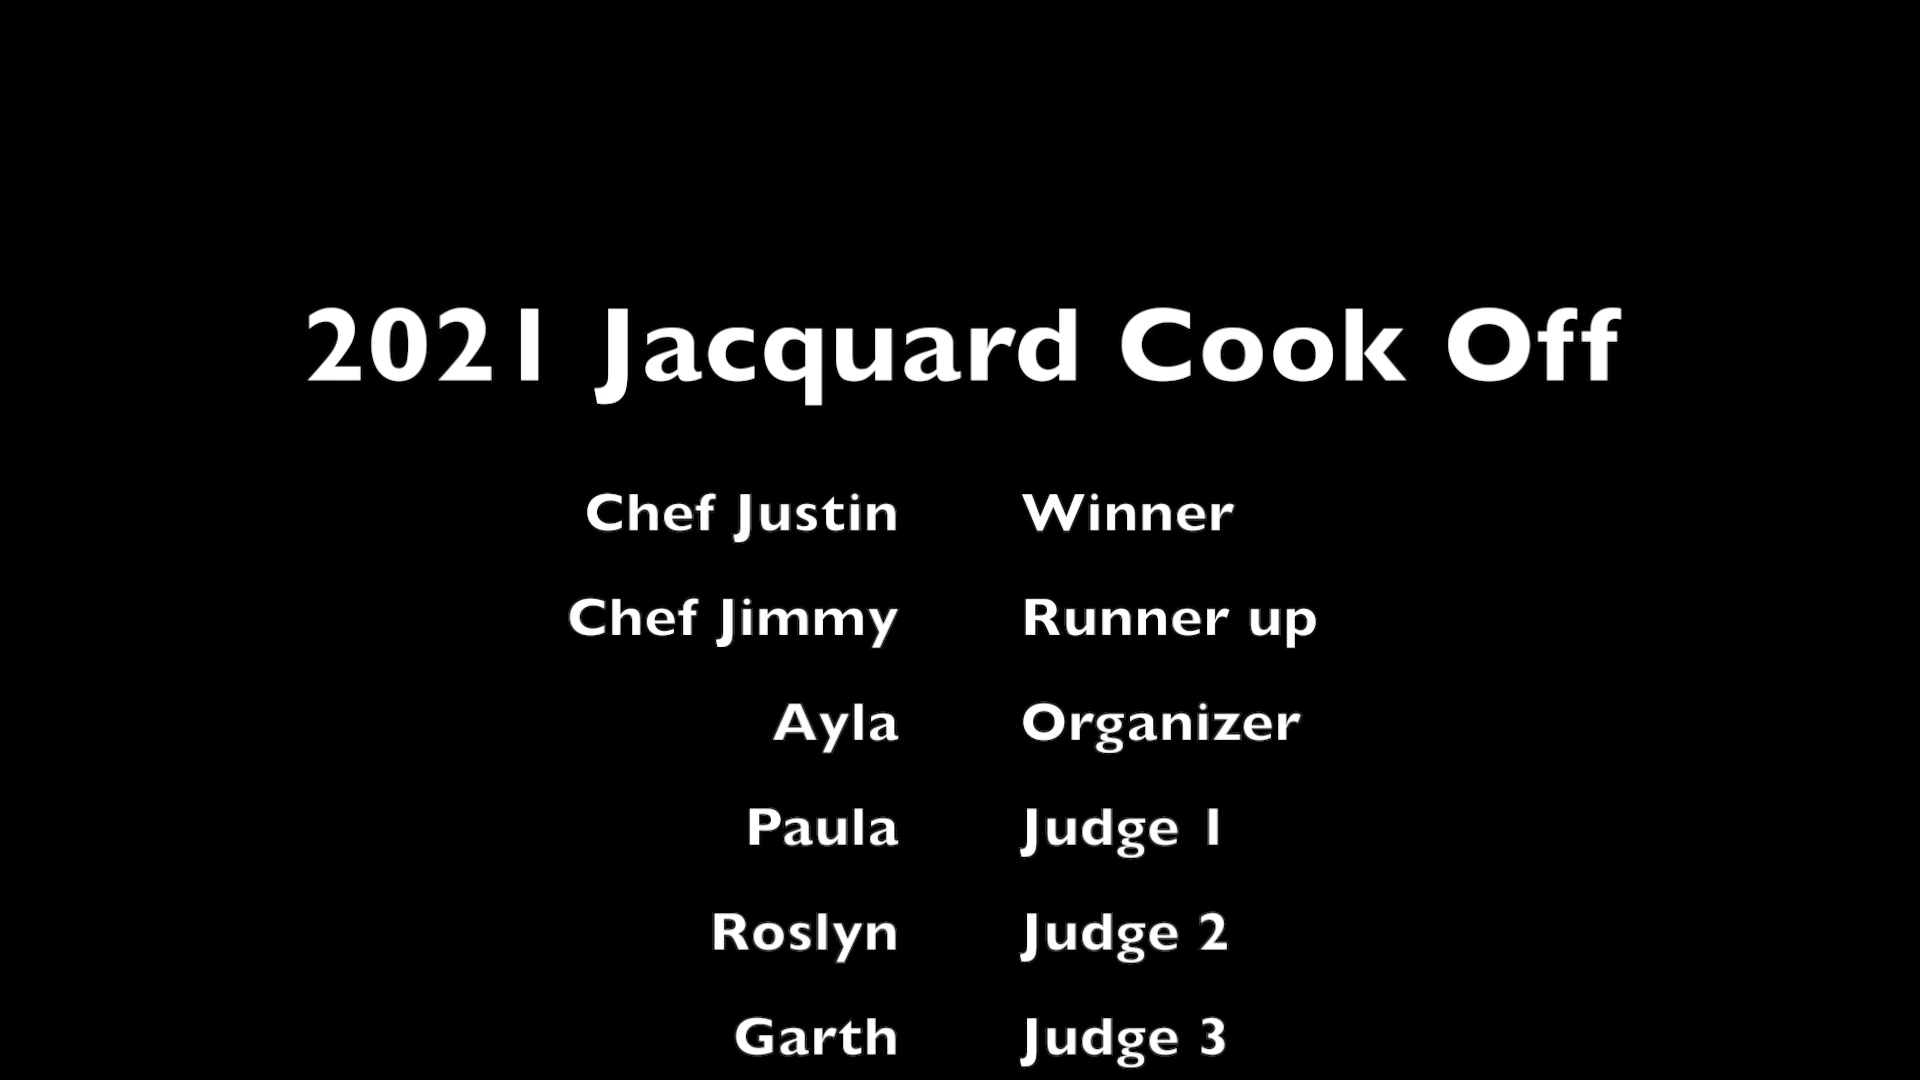 2021 Jacquard Cook Off
Chef Justin Winner
Chef Jimmy Runner up
Ayla Organizer
Paula Judge 1
Roslyn Judge 2
Garth Judge 3